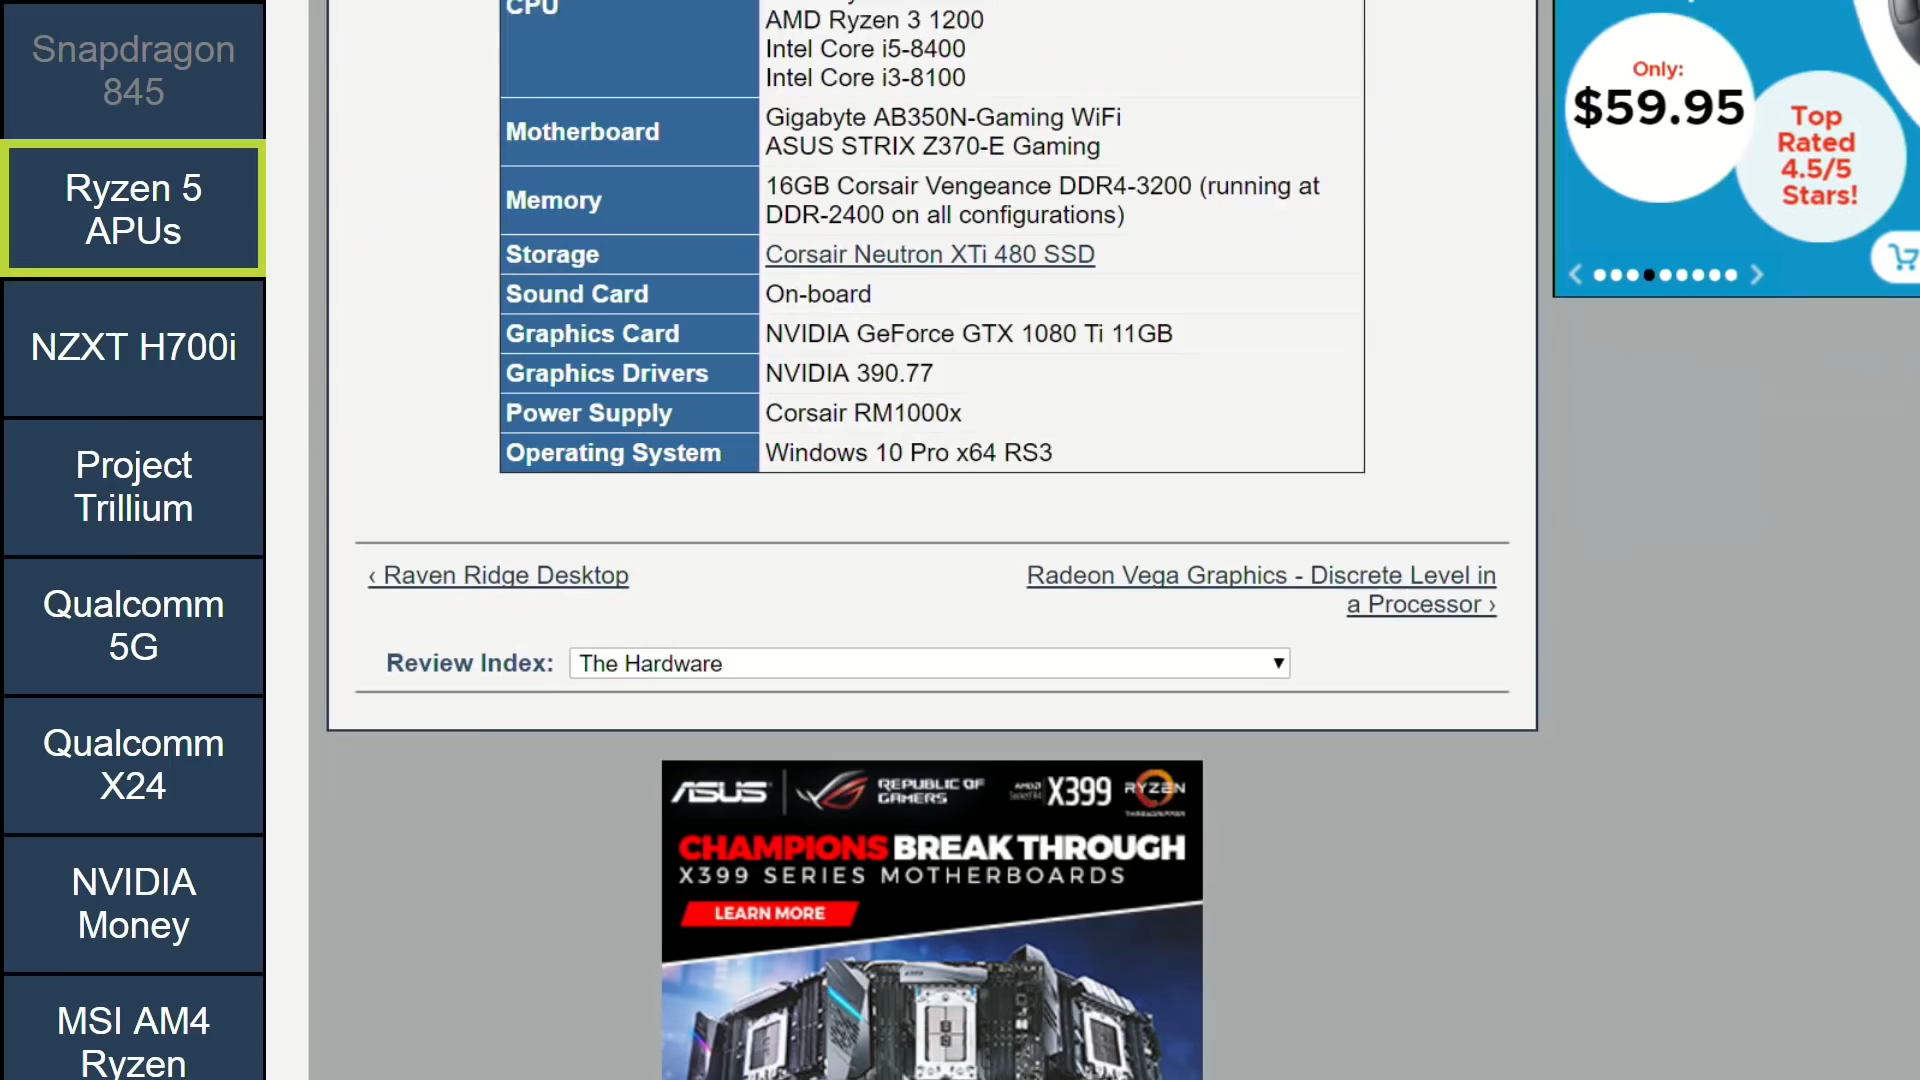 Snapdragon
845
Ryzen 5
APUs
NZXT H700i
Project
Trillium
Qualcomm
5G
Qualcomm
X24
NVIDIA
Money
MSI AM4
Ryzen
CPU
AMD Ryzen 3 1200
Intel Core i5-8400
Intel Core i3-8100
Motherboard
Gigabyte AB350N-Gaming WiFi
ASUS STRIX Z370-E Gaming
Memory
16GB Corsair Vengeance DDR4-3200 (running at
DDR-2400 on all configurations)
Storage
Corsair Neutron XTi 480 SSD
Sound Card
On-board
Graphics Card
NVIDIA GeForce GTX 1080 Ti 11GB
Graphics Drivers
NVIDIA 390.77
Power Supply
Corsair RM1000x
Operating System
Windows 10 Pro x64 RS3
‹ Raven Ridge Desktop
Radeon Vega Graphics - Discrete Level in
a Processor ›
Review Index:
The Hardware
Only:
$59.95
Top
Rated
4.5/5
Stars!
ASUS
REPUBLIC OF
GAMERS
AMD
X399
RYZEN
CHAMPIONS BREAK THROUGH
X399 SERIES MOTHERBOARDS
LEARN MORE